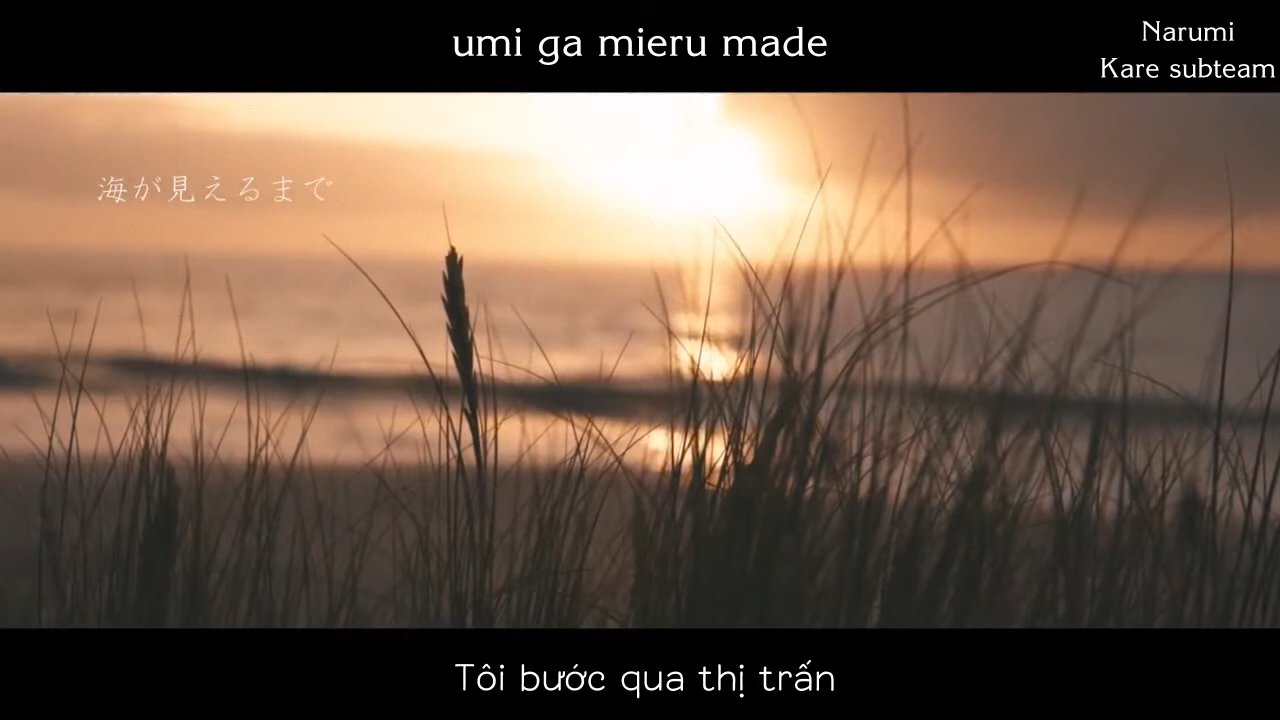 umi ga mieru made
Narumi
Kare subteam
海が見えるまで
Tôi bước qua thị trấn